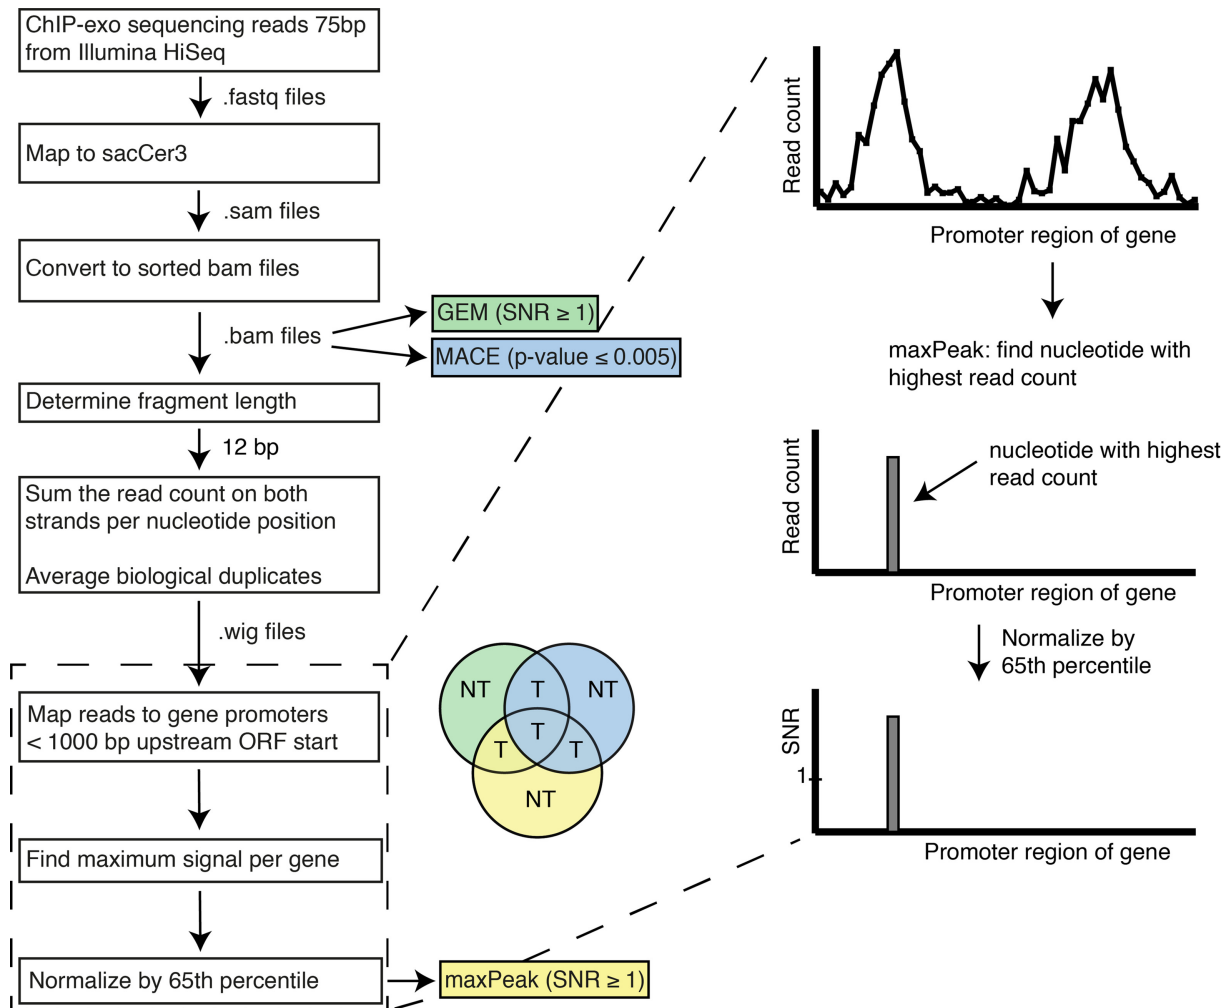 ChIP-exo sequencing reads 75bp
from Illumina HiSeq
.fastq files
Map to sacCer3
.sam files
Convert to sorted bam files
.bam files
GEM (SNR ≥ 1)
MACE (p-value ≤ 0.005)
Determine fragment length
12 bp
Sum the read count on both
strands per nucleotide position
Average biological duplicates
.wig files
Map reads to gene promoters
< 1000 bp upstream ORF start
Find maximum signal per gene
Normalize by 65th percentile
maxPeak (SNR ≥ 1)
NT
T
NT
T
T
T
NT
Read count
Promoter region of gene
maxPeak: find nucleotide with
highest read count
Read count
nucleotide with highest
read count
Promoter region of gene
Normalize by
65th percentile
SNR
1
Promoter region of gene